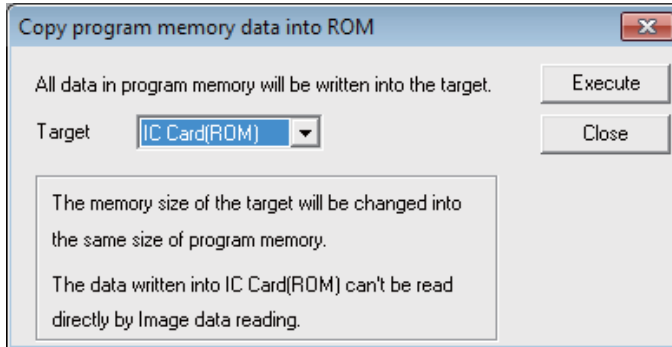 Copy program memory data into ROM
All data in program memory will be written into the target.
Execute
Target
IC Card(ROM)
Close
The memory size of the target will be changed into
the same size of program memory.
The data written into IC Card(ROM) can't be read
directly by Image data reading.